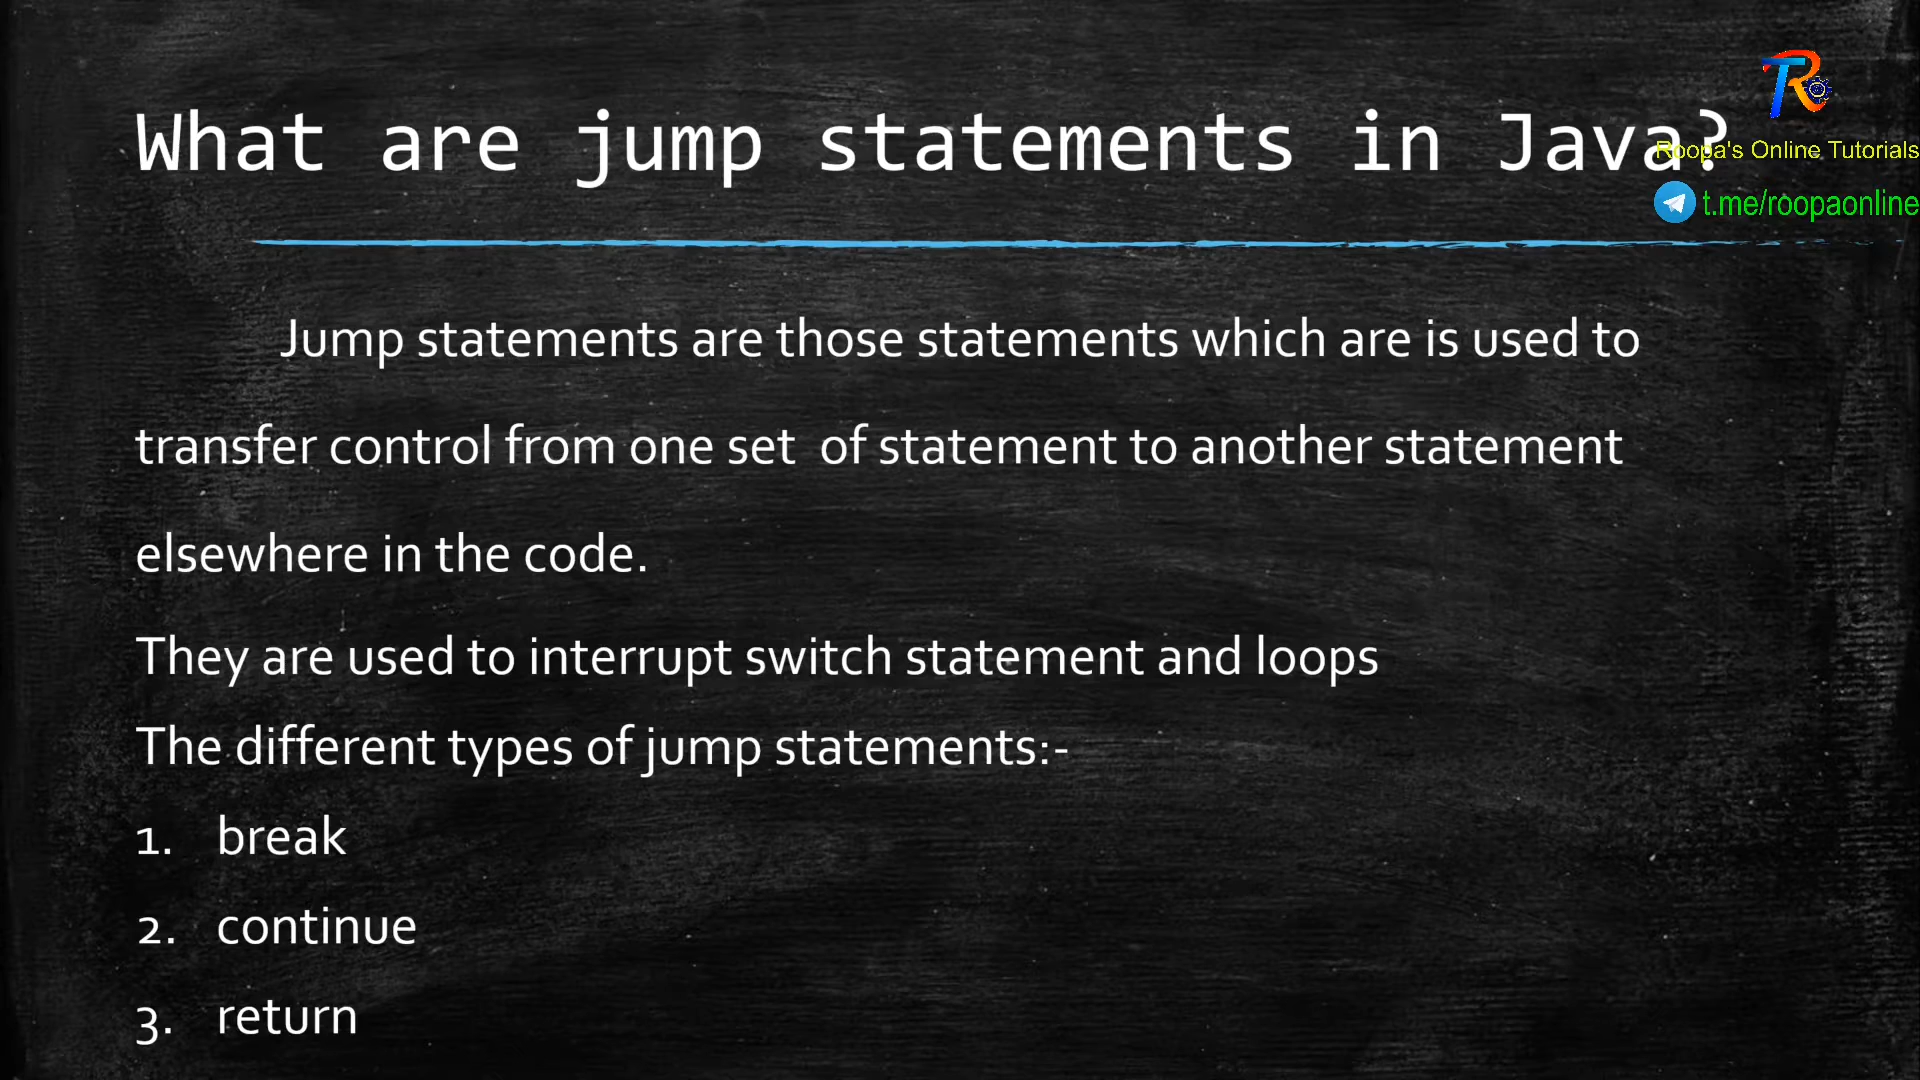 What are jump statements in Java?
Roopa's Online Tutorials
t.me/roopaonline
Jump statements are those statements which are is used to
transfer control from one set  of statement to another statement
elsewhere in the code.
They are used to interrupt switch statement and loops
The different types of jump statements:-
1. break
2. continue
3. return